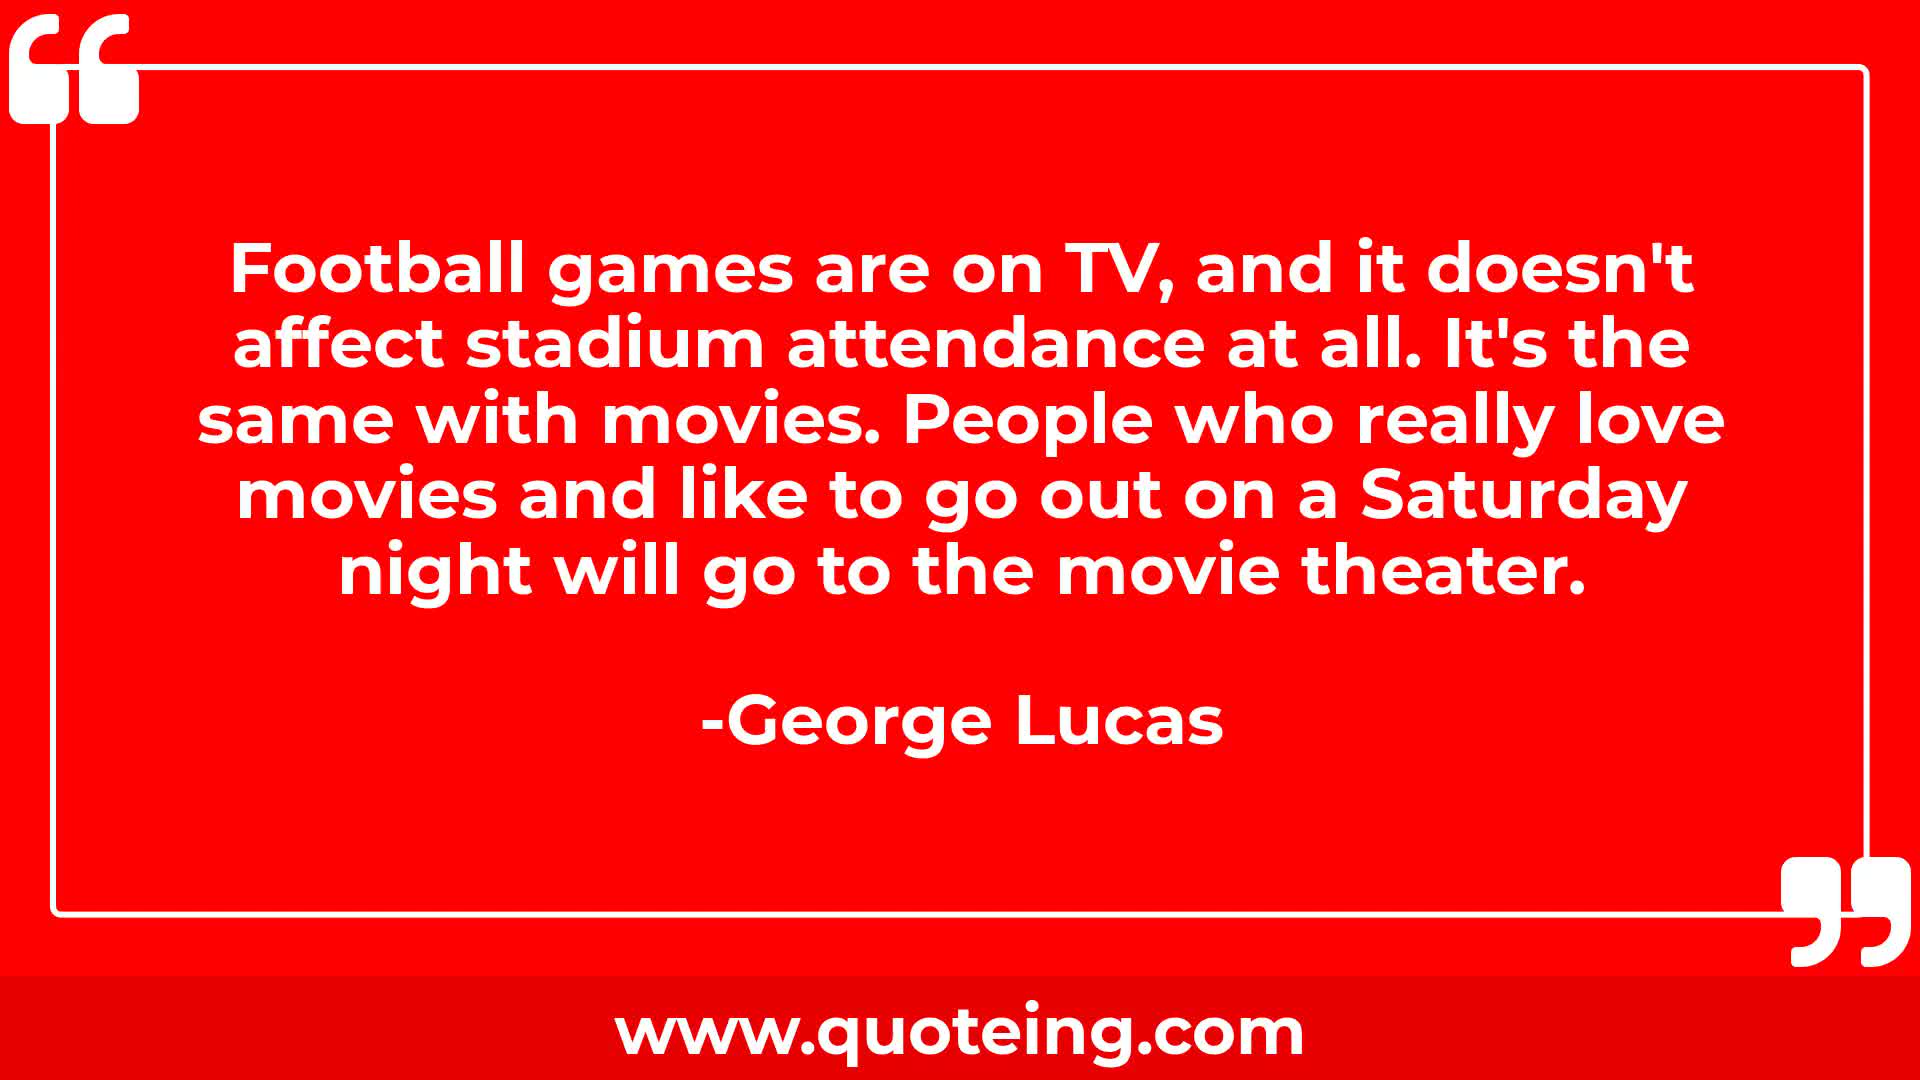 Football games are on TV, and it doesn't
affect stadium attendance at all. It's the
same with movies. People who really love
movies and like to go out on a Saturday
night will go to the movie theater.
-George Lucas
www.quoteing.com